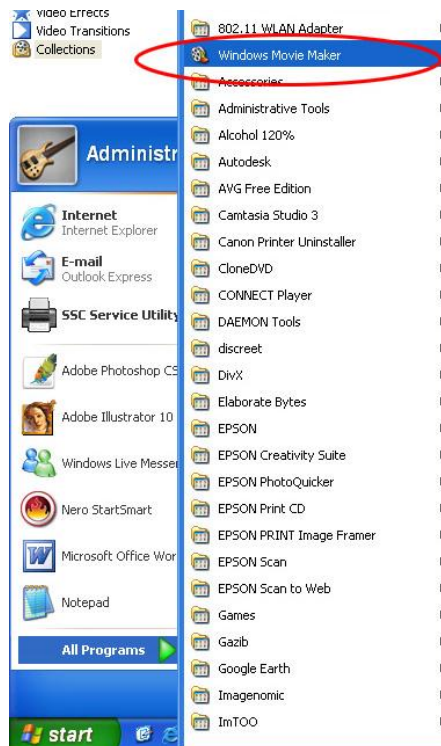 Video Effects
Video Transitions
Collections
Administr
Internet
Internet Explorer
E-mail
Outlook Express
SSC Service Utility
Adobe Photoshop CS
Adobe Illustrator 10
Windows Live Messe
Nero StartSmart
Microsoft Office Wor
Notepad
All Programs
start
802.11 WLAN Adapter
Windows Movie Maker
Accessories
Administrative Tools
Alcohol 120%
Autodesk
AVG Free Edition
Camtasia Studio 3
Canon Printer Uninstaller
CloneDVD
CONNECT Player
DAEMON Tools
discreet
DivX
Elaborate Bytes
EPSON
EPSON Creativity Suite
EPSON PhotoQuicker
EPSON Print CD
EPSON PRINT Image Framer
EPSON Scan
EPSON Scan to Web
Games
Gazib
Google Earth
Imagenomic
ImTOO